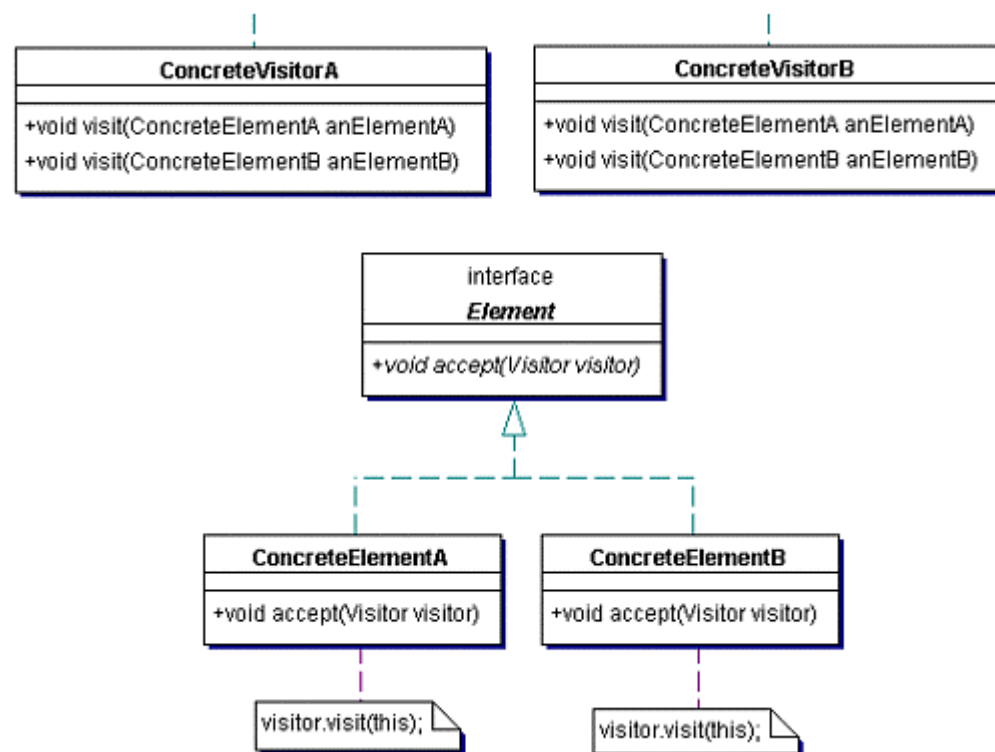 ConcreteVisitorA
+void visit(ConcreteElementA anElementA)
+void visit(ConcreteElementB anElementB)
ConcreteVisitorB
+void visit(ConcreteElementA anElementA)
+void visit(ConcreteElementB anElementB)
interface
Element
+void accept(Visitor visitor)
ConcreteElementA
+void accept(Visitor visitor)
ConcreteElementB
+void accept(Visitor visitor)
visitor.visit(this);
visitor.visit(this);